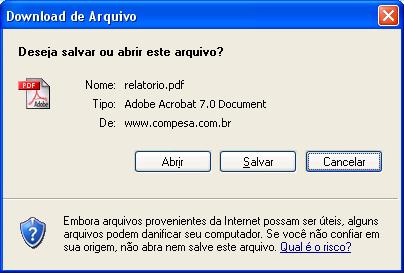 Download de Arquivo
Deseja salvar ou abrir este arquivo?
PDF
Adobe
Nome: relatorio.pdf
Tipo: Adobe Acrobat 7.0 Document
De: www.compesa.com.br
Abrir Salvar Cancelar
Embora arquivos provenientes da Internet possam ser úteis, alguns
arquivos podem danificar seu computador. Se você não confiar em
sua origem, não abra nem salve este arquivo. Qual é o risco?